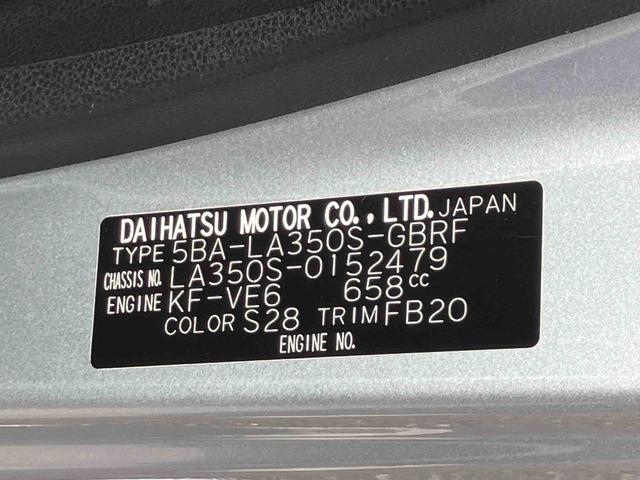 DAIHATSU MOTOR CO., LTD. JAPAN
TYPE 5BA-LA350S-GBRF
CHASSIS NO. LA350S-0152479
ENGINE KF-VE6 658cc
COLOR S28 TRIM FB20
ENGINE NO.